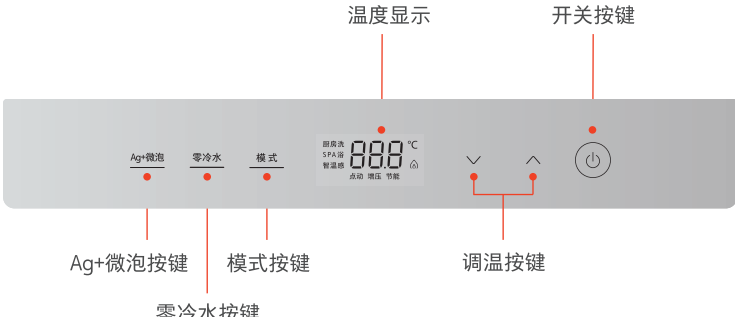 温度显示
开关按键
厨房洗
℃
SPA浴
88.8
Ag+微泡
零冷水
模式
智温感
点动 增压 节能
Ag+微泡按键
模式按键
调温按键
零冷水按键